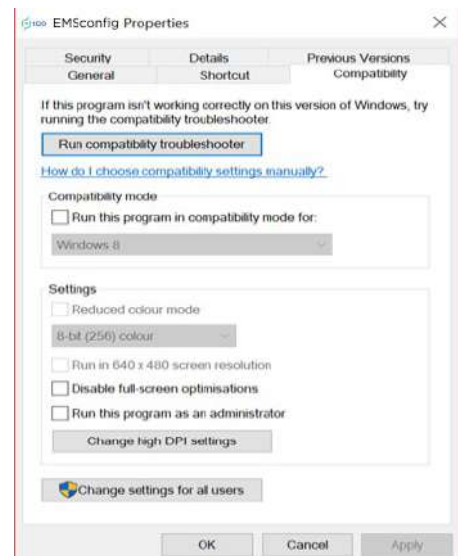 EMSconfig Properties
Security Details Previous Versions
General Shortcut Compatibility
If this program isn't working correctly on this version of Windows, try
running the compatibility troubleshooter.
Run compatibility troubleshooter
How do I choose compatibility settings manually?
Compatibility mode
Run this program in compatibility mode for:
Windows 8
Settings
Reduced colour mode
8-bit (256) colour
Run in 640 x 480 screen resolution
Disable full-screen optimisations
Run this program as an administrator
Change high DPI settings
Change settings for all users
OK Cancel Apply